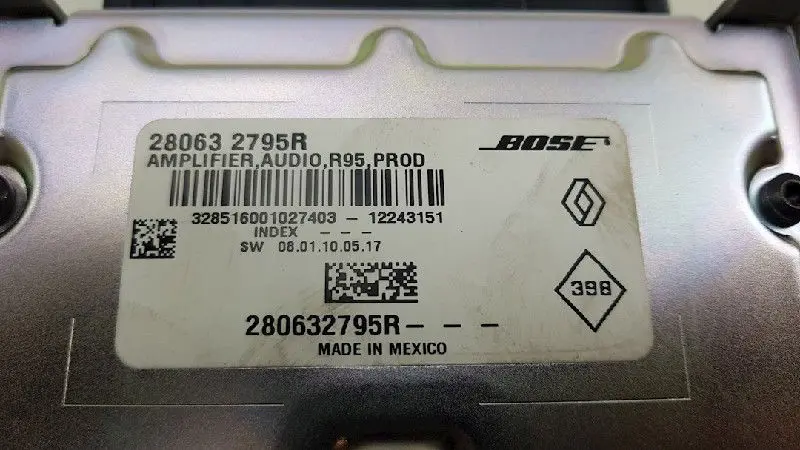 28063 2795R
BOSE
AMPLIFIER,AUDIO,R95,PROD
328516001027403 - 12243151
INDEX - - -
SW 08.01.10.05.17
398
280632795R- - -
MADE IN MEXICO